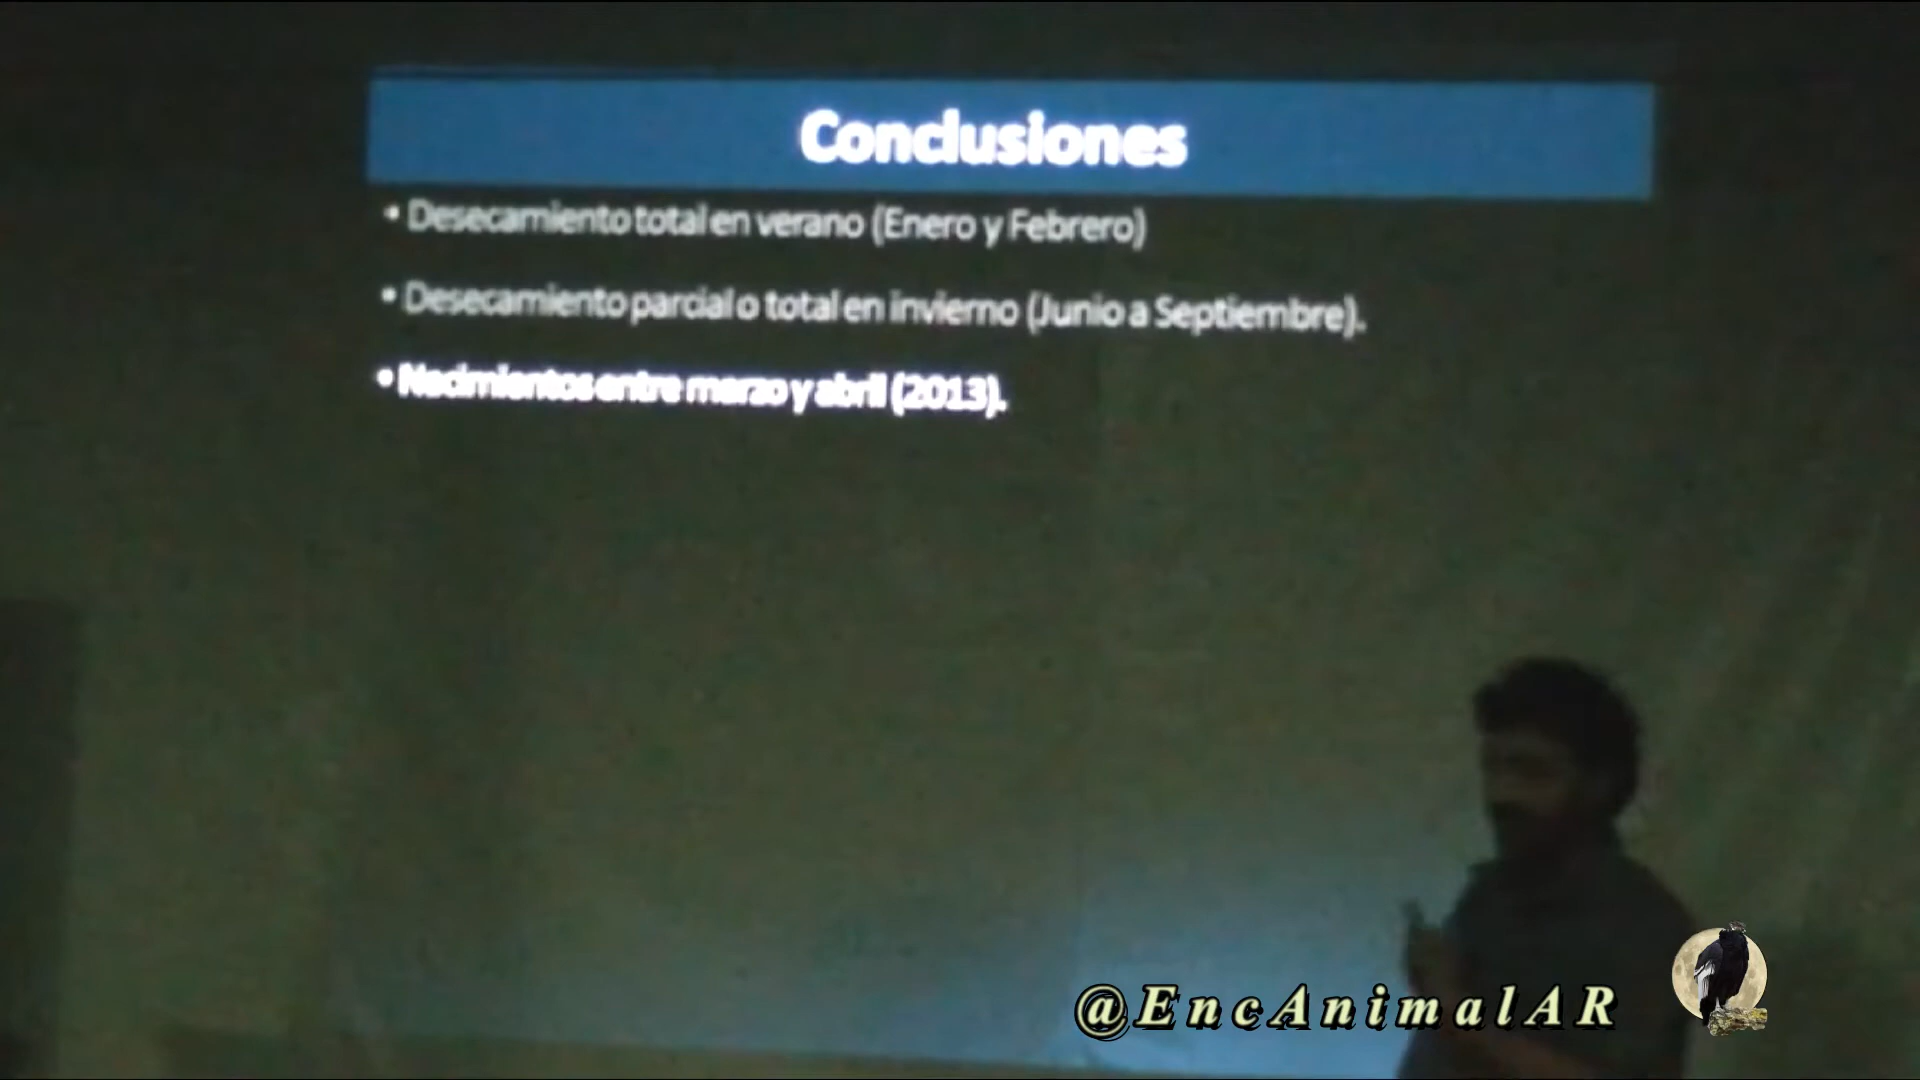 Conclusiones
• Desecamiento total en verano (Enero y Febrero)
• Desecamiento parcial o total en invierno (Junio a Septiembre).
• Nacimientos entre marzo y abril (2013).
@EncAnimalAR